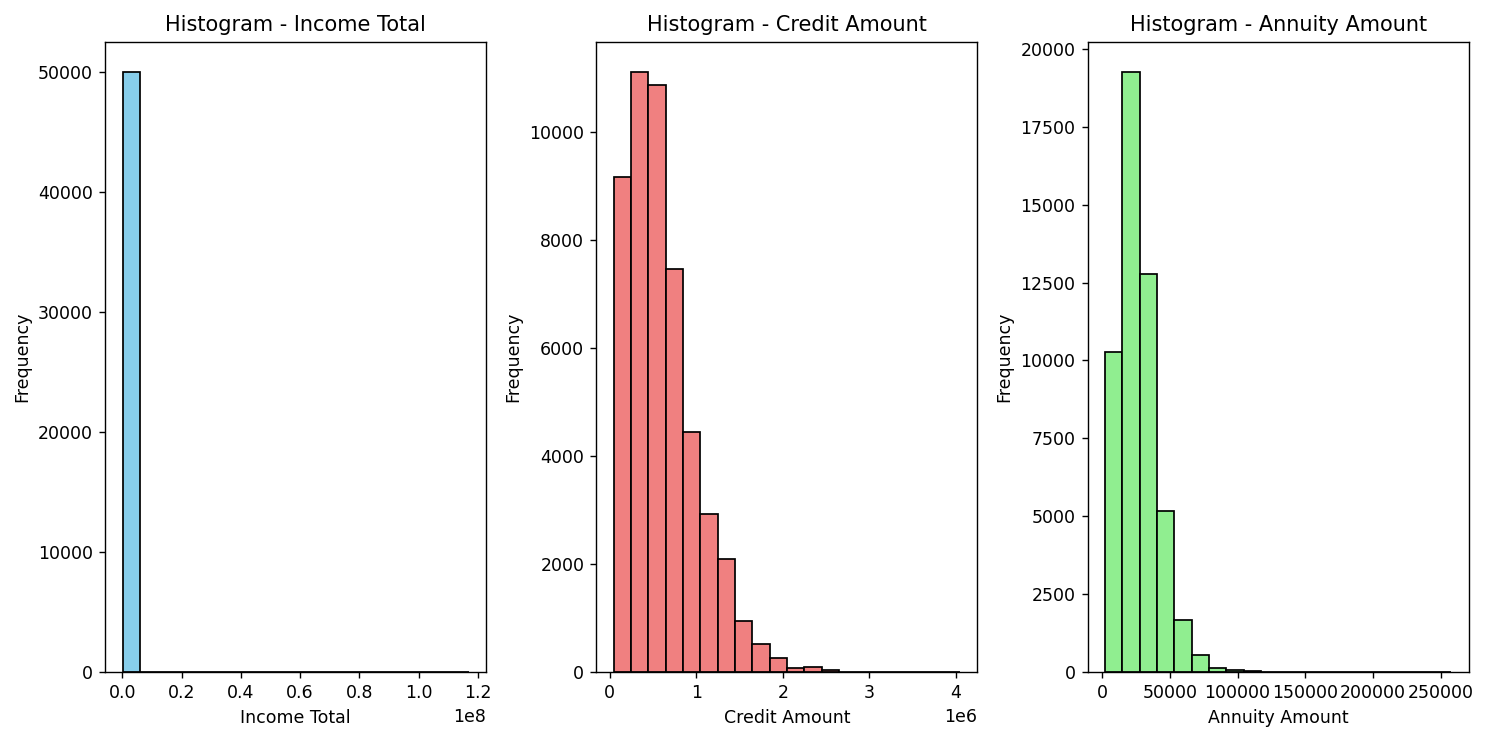 Histogram - Income Total
Frequency
50000
40000
30000
20000
10000
0
0.0 0.2 0.4 0.6 0.8 1.0 1.2
1e8
Income Total
Histogram - Credit Amount
Frequency
10000
8000
6000
4000
2000
0
0 1 2 3 4
1e6
Credit Amount
Histogram - Annuity Amount
Frequency
20000
17500
15000
12500
10000
7500
5000
2500
0
0 50000 100000 150000 200000 250000
Annuity Amount